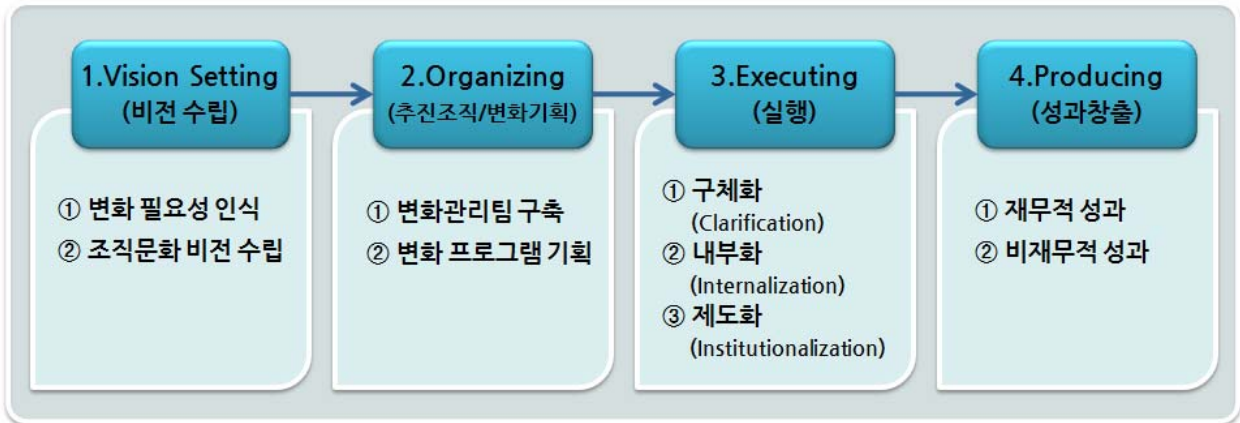 1.Vision Setting
(비전 수립)
① 변화 필요성 인식
② 조직문화 비전 수립
2.Organizing
(추진조직/변화기획)
① 변화관리팀 구축
② 변화 프로그램 기획
3.Executing
(실행)
① 구체화
(Clarification)
② 내부화
(Internalization)
③ 제도화
(Institutionalization)
4.Producing
(성과창출)
① 재무적 성과
② 비재무적 성과